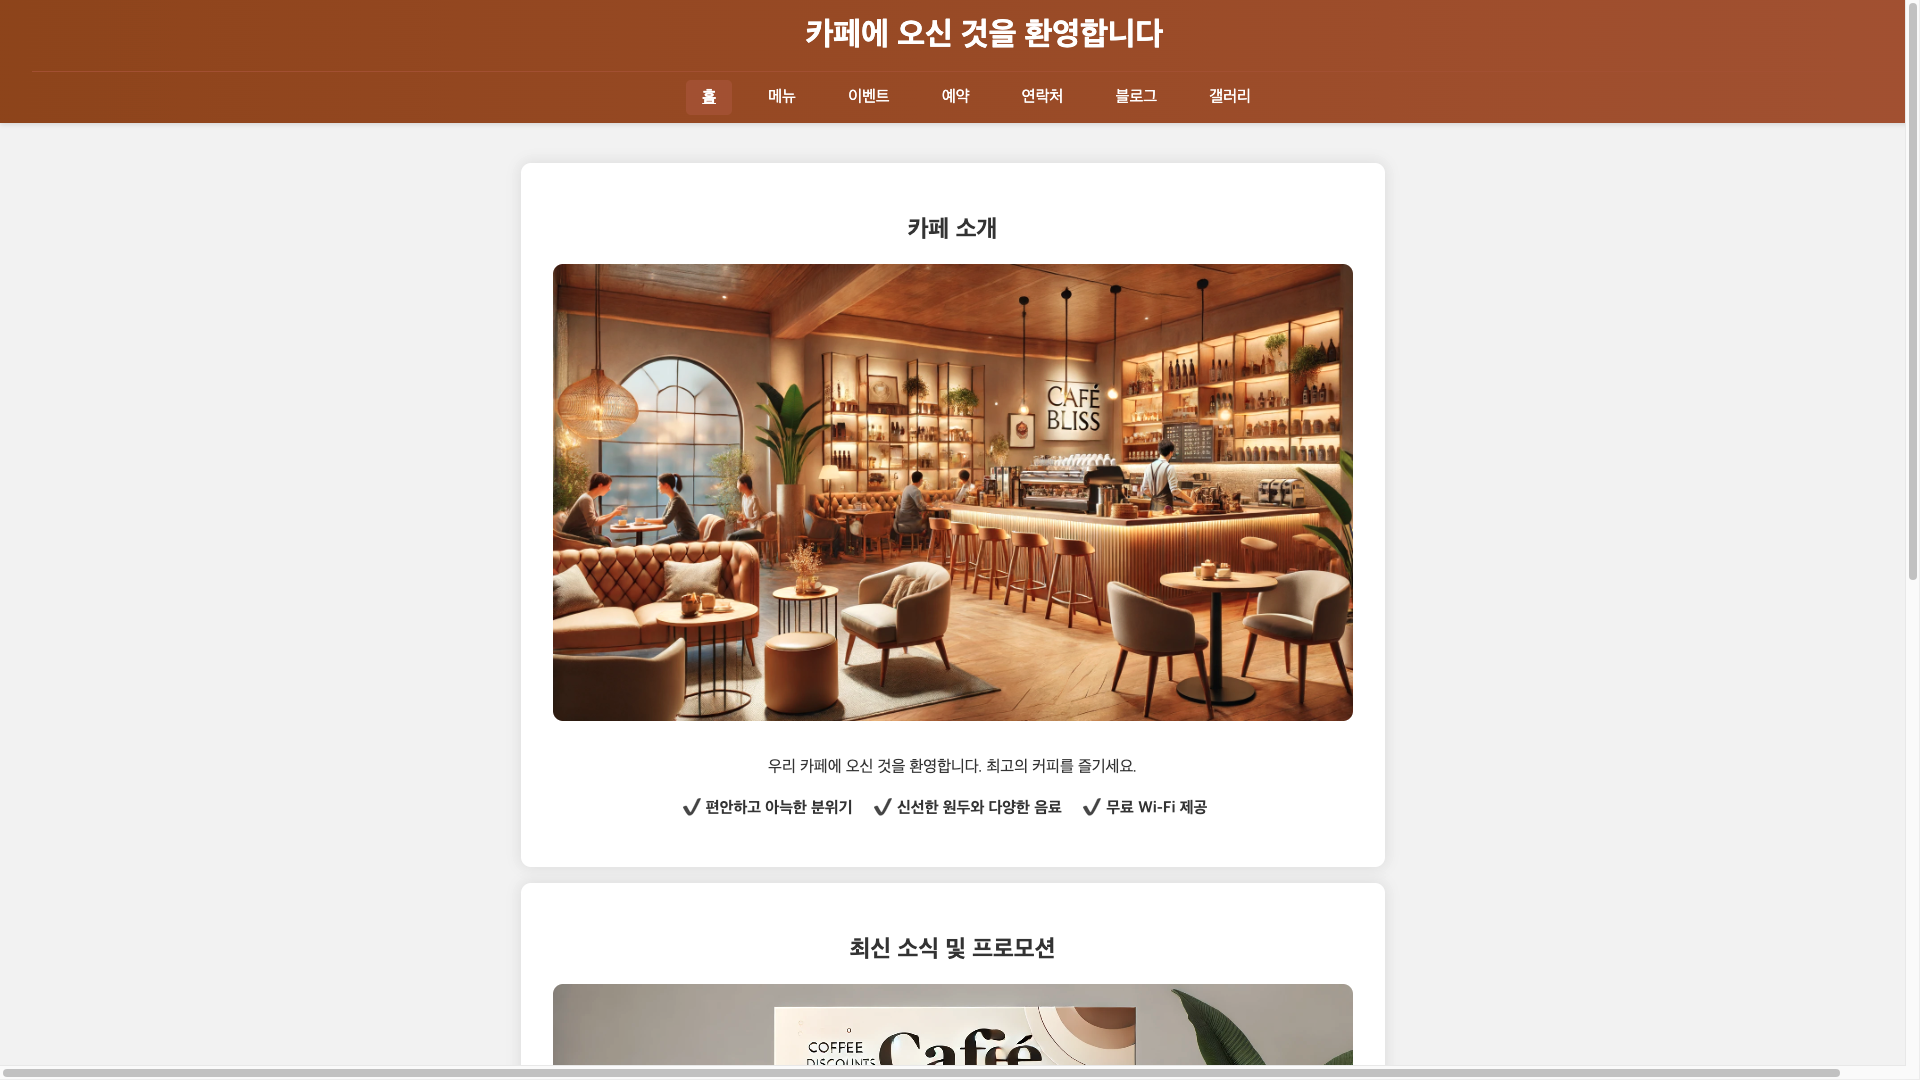 카페에 오신 것을 환영합니다
홈 메뉴 이벤트 예약 연락처 블로그 갤러리
카페 소개
CAFÉ
BLISS
우리 카페에 오신 것을 환영합니다. 최고의 커피를 즐기세요.
✔ 편안하고 아늑한 분위기 ✔ 신선한 원두와 다양한 음료 ✔ 무료 Wi-Fi 제공
최신 소식 및 프로모션
COFFEE
DISCOUNTS
Café